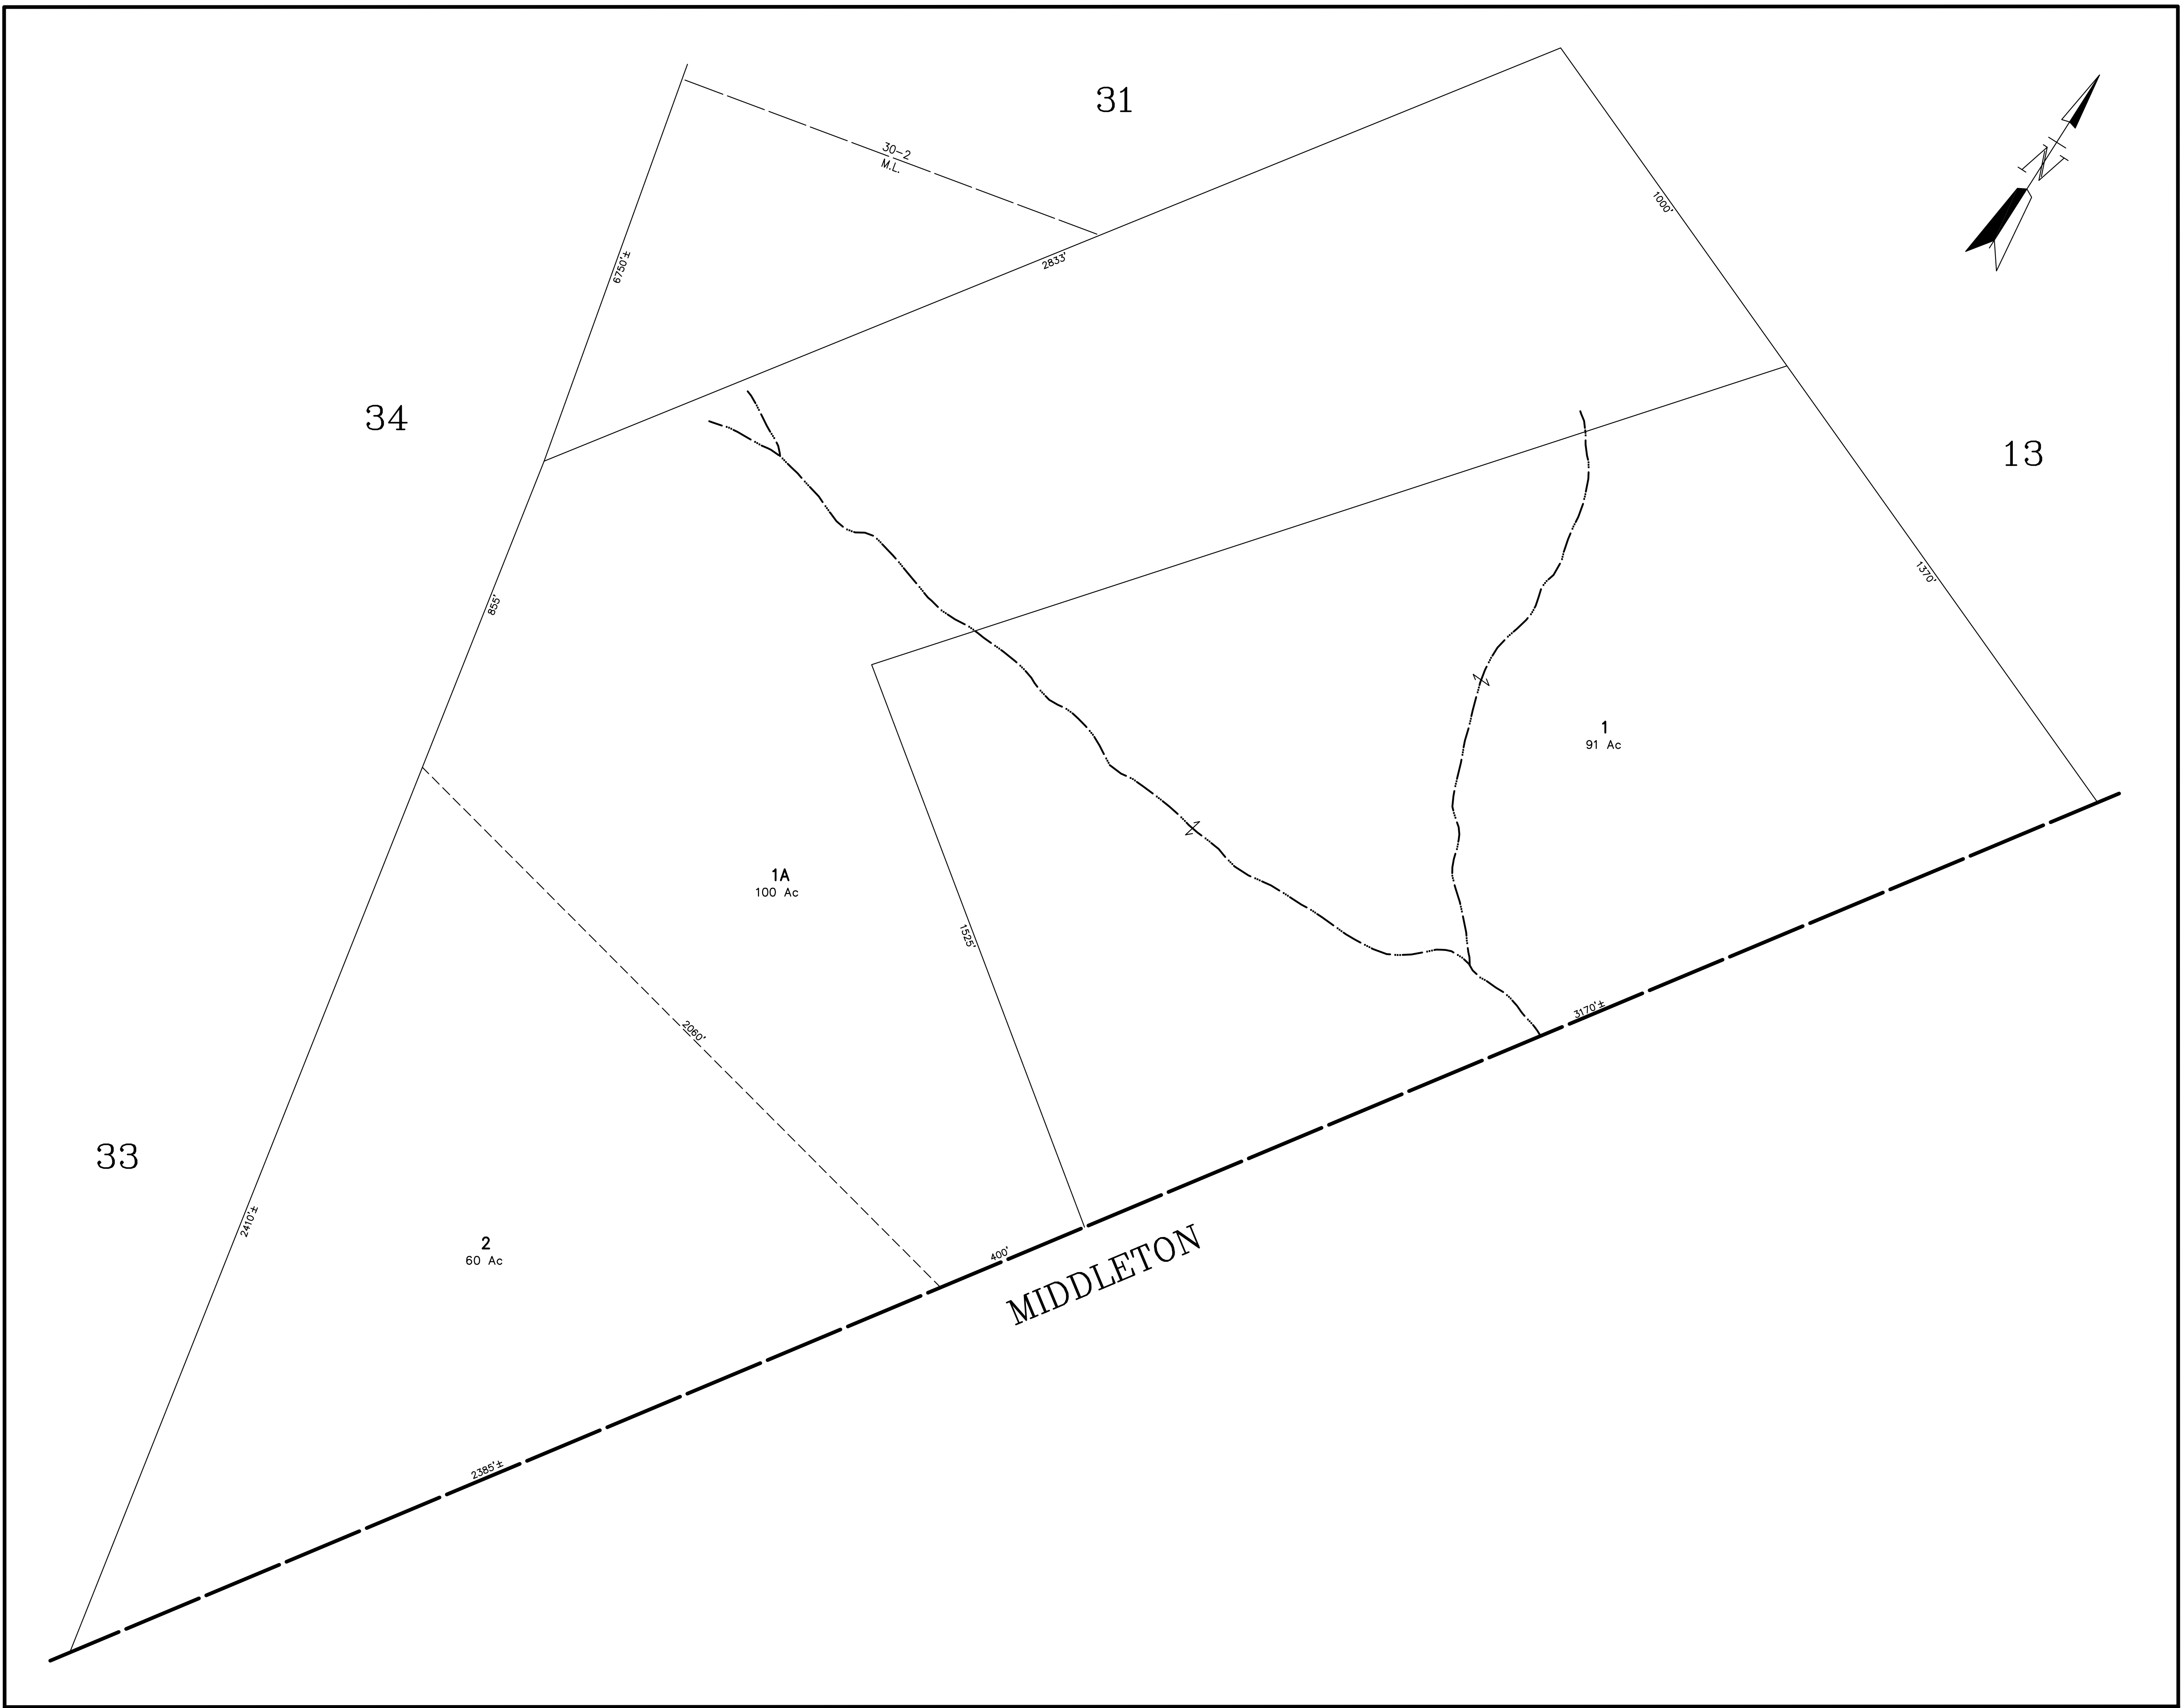 31
30-2
M.L.
N
1000'
6750'±
2833'
34
13
1370'
855'
1
91 Ac
1A
100 Ac
1525'
2060'
3170'±
33
2410'±
2
60 Ac
400'
MIDDLETON
2385'±